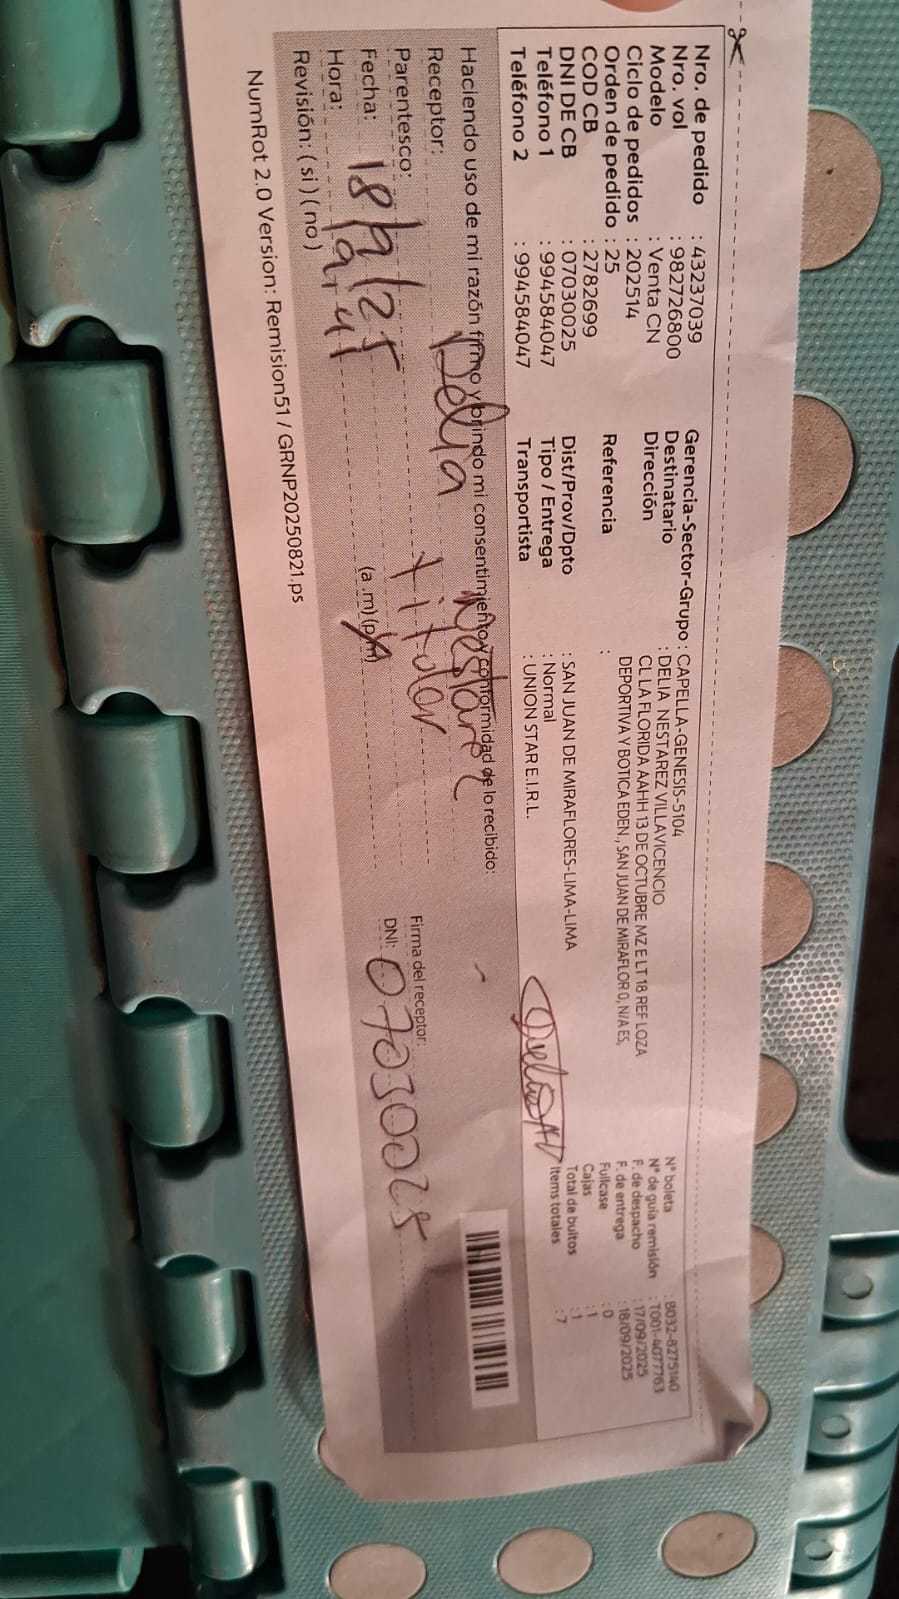 Nro. de pedido : 43237039
Nro. vol : 982726800
Modelo : Venta CN
Ciclo de pedidos : 202514
Orden de pedido : 25
COD CB : 2782699
DNI DE CB : 07030025
Teléfono 1 : 994584047
Teléfono 2 : 994584047
Gerencia-Sector-Grupo : CAPELLA-GENESIS-5104
Destinatario : DELIA NESTAREZ VILLAVICENCIO
Dirección : CL LA FLORIDA AAHH 13 DE OCTUBRE MZ E LT 18 REF LOZA
DEPORTIVA Y BOTICA EDEN, SAN JUAN DE MIRAFLOR 0, N/A ES,
Referencia :
Dist/Prov/Dpto : SAN JUAN DE MIRAFLORES-LIMA-LIMA
Tipo / Entrega : Normal
Transportista : UNION STAR E.I.R.L.
N° boleta : B032-8275140
N° de guía remisión : T001-4077763
F. de despacho : 17/09/2025
F. de entrega : 18/09/2025
Fullcase : 0
Cajas : 1
Total de bultos : 1
Items totales : 7
Haciendo uso de mi razón firmo y brindo mi consentimiento y conformidad de lo recibido:
Receptor: Delia Nestarez
Parentesco: titular
Fecha: 18/9/25
Hora: (a.m) (p.m)
Revisión: ( si ) ( no )
Firma del receptor:
DNI: 07030025
NumRot 2.0 Version: Remision51 / GRNP20250821.ps